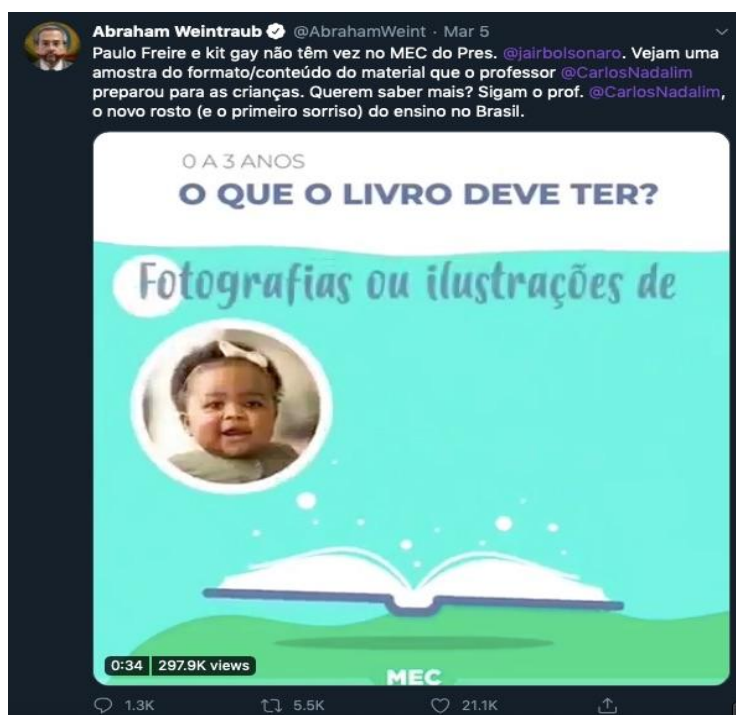 Abraham Weintraub @AbrahamWeint · Mar 5
Paulo Freire e kit gay não têm vez no MEC do Pres. @jairbolsonaro. Vejam uma
amostra do formato/conteúdo do material que o professor @CarlosNadalim
preparou para as crianças. Querem saber mais? Sigam o prof. @CarlosNadalim,
o novo rosto (e o primeiro sorriso) do ensino no Brasil.
0 A 3 ANOS
O QUE O LIVRO DEVE TER?
Fotografias ou ilustrações de
0:34 297.9K views
MEC
1.3K 5.5K 21.1K